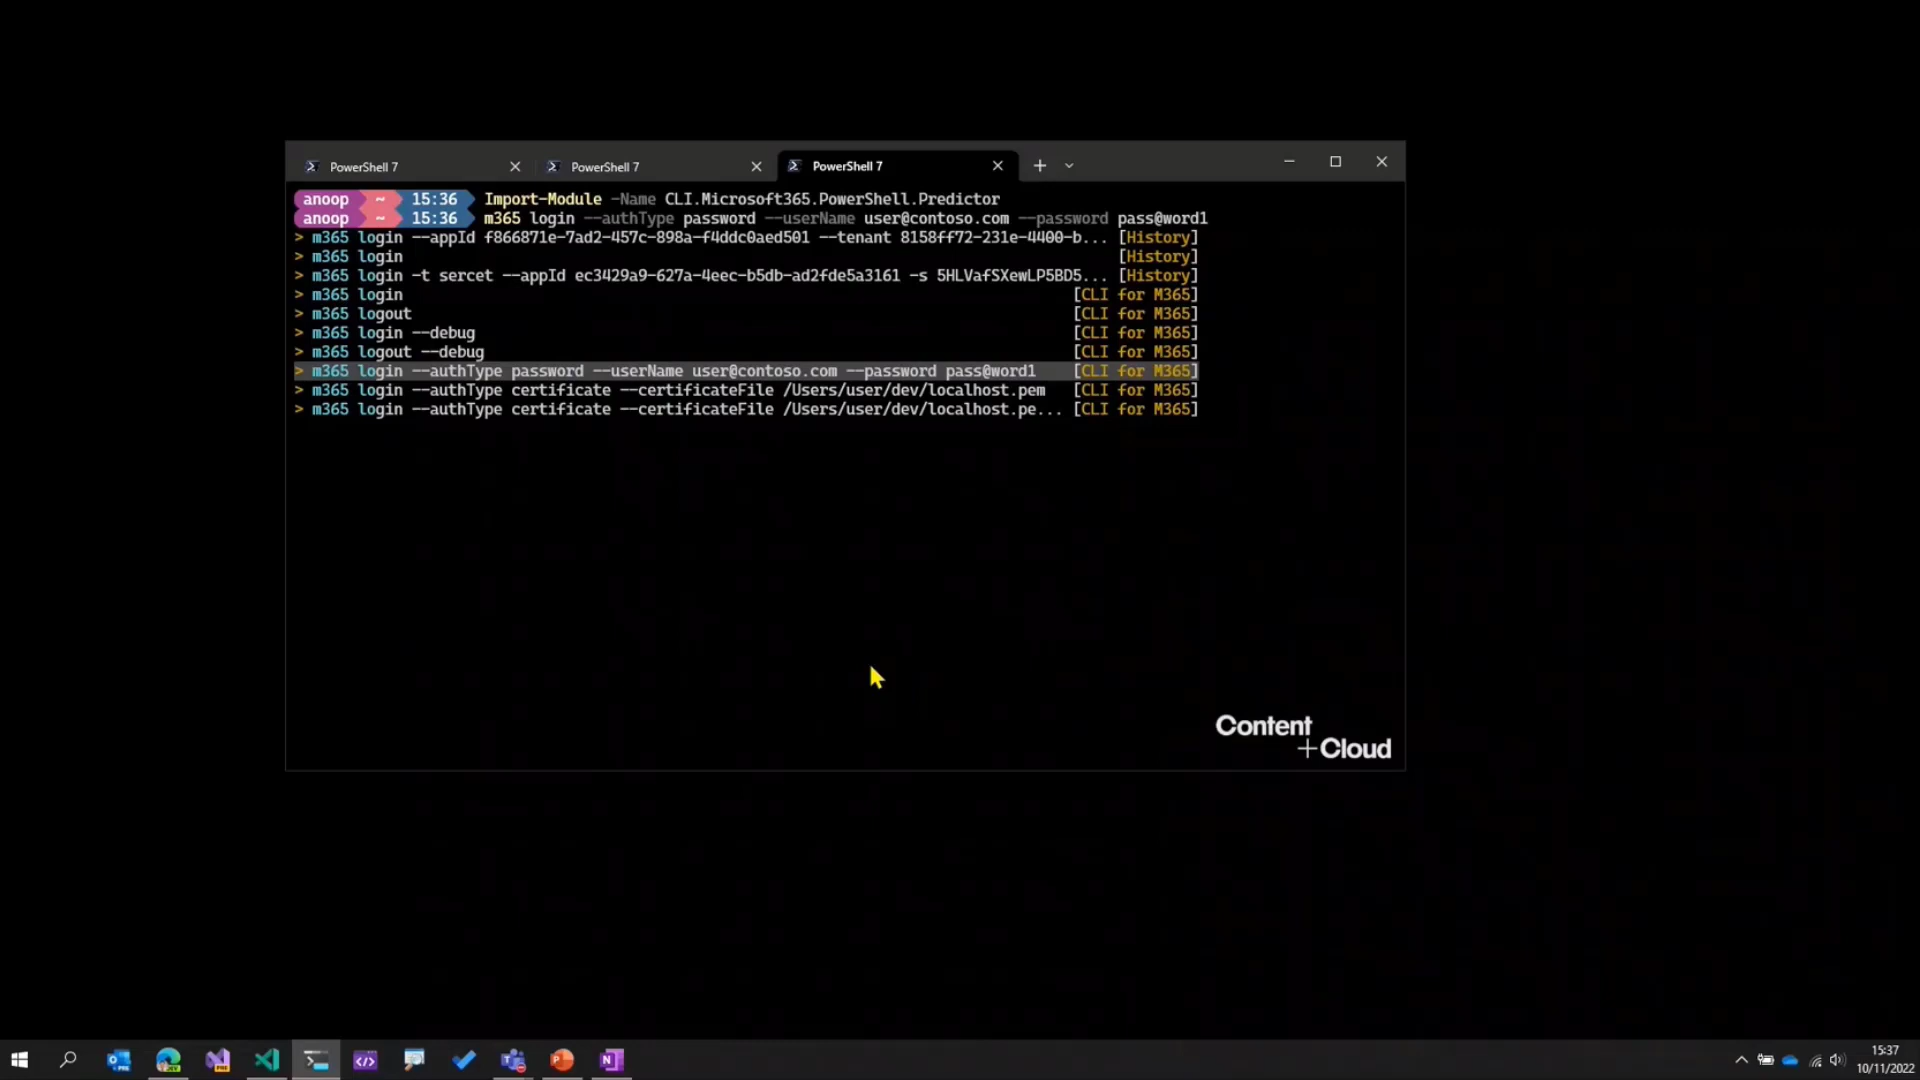 PowerShell 7
PowerShell 7
PowerShell 7
anoop ~ 15:36 Import-Module -Name CLI.Microsoft365.PowerShell.Predictor
anoop ~ 15:36 m365 login --authType password --userName user@contoso.com --password pass@word1
> m365 login --appId f866871e-7ad2-457c-898a-f4ddc0aed501 --tenant 8158ff72-231e-4400-b... [History]
> m365 login [History]
> m365 login -t sercet --appId ec3429a9-627a-4eec-b5db-ad2fde5a3161 -s 5HLVafSXewLP5BD5... [History]
> m365 login [CLI for M365]
> m365 logout [CLI for M365]
> m365 login --debug [CLI for M365]
> m365 logout --debug [CLI for M365]
> m365 login --authType password --userName user@contoso.com --password pass@word1 [CLI for M365]
> m365 login --authType certificate --certificateFile /Users/user/dev/localhost.pem [CLI for M365]
> m365 login --authType certificate --certificateFile /Users/user/dev/localhost.pe... [CLI for M365]
Content
+Cloud
15:37
10/11/2022